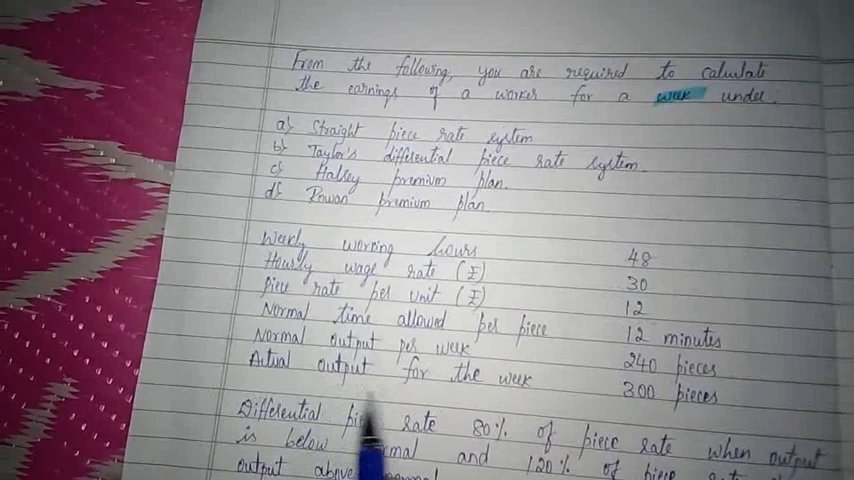 From the following, you are required to calculate
the earnings of a worker for a week under.
a) Straight piece rate system
b) Taylor's differential piece rate system.
c) Halsey premium plan.
d) Rowan premium plan.
Weekly working hours 48
Hourly wage rate (₹) 30
Piece rate per unit (₹) 12
Normal time allowed per piece 12 minutes
Normal output per week 240 pieces
Actual output for the week 300 pieces
Differential rate 80% of piece rate when output
is below and 120% of piece
output above